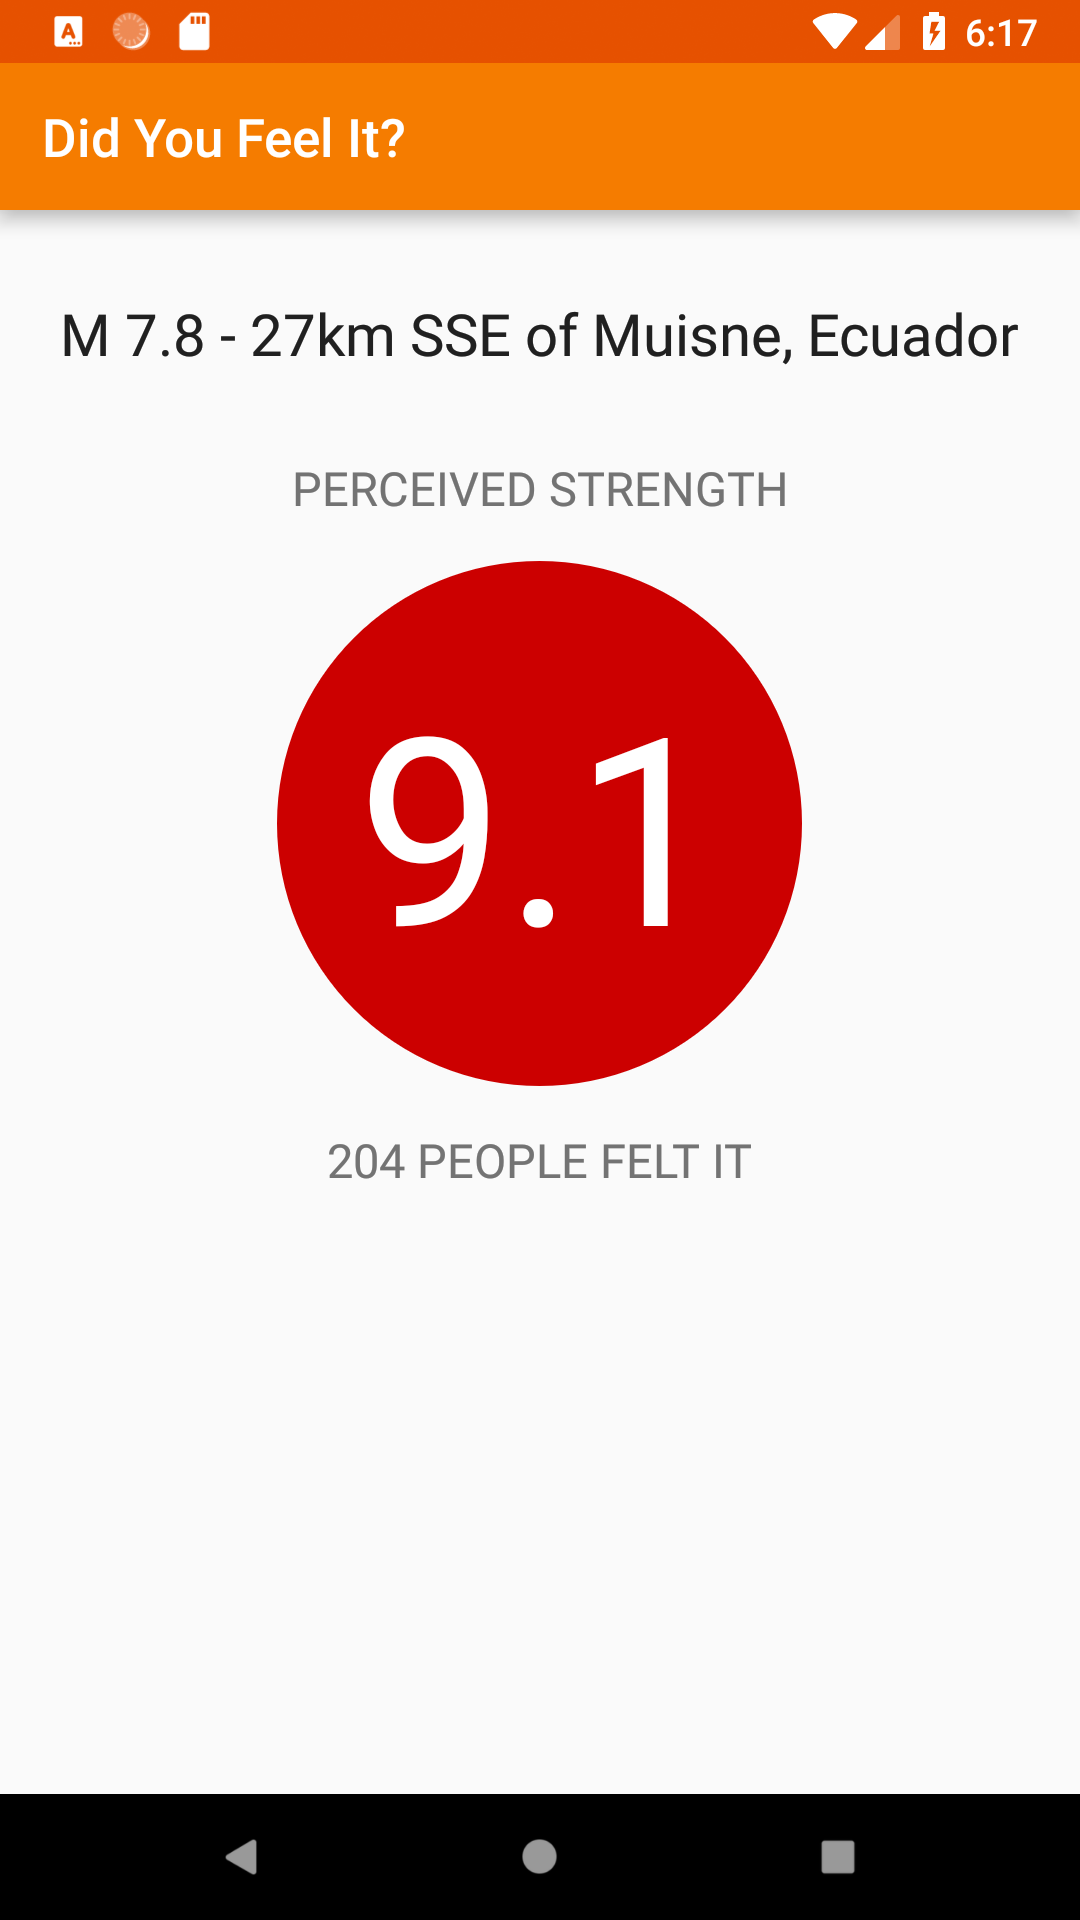 6:17
Did You Feel It?
M 7.8 - 27km SSE of Muisne, Ecuador
PERCEIVED STRENGTH
9.1
204 PEOPLE FELT IT